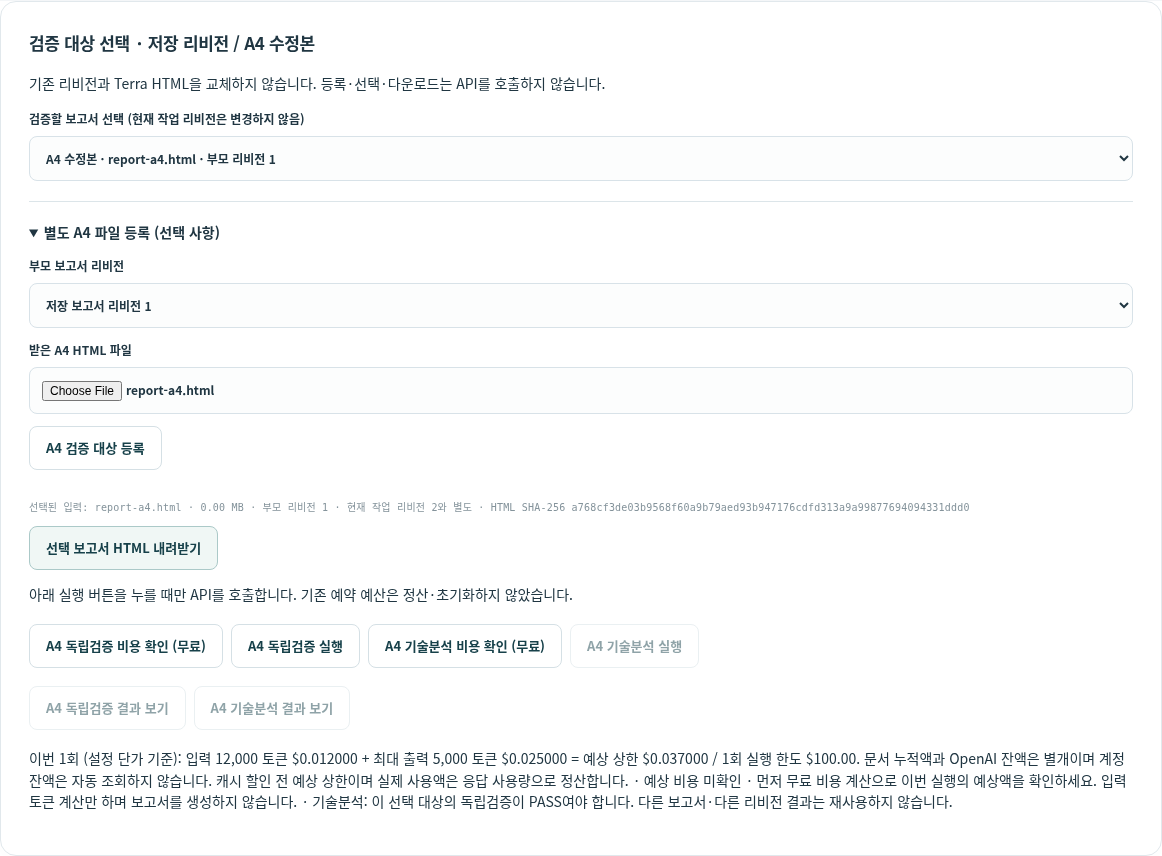 검증 대상 선택 · 저장 리비전 / A4 수정본
기존 리비전과 Terra HTML을 교체하지 않습니다. 등록·선택·다운로드는 API를 호출하지 않습니다.
검증할 보고서 선택 (현재 작업 리비전은 변경하지 않음)
A4 수정본 · report-a4.html · 부모 리비전 1
▼ 별도 A4 파일 등록 (선택 사항)
부모 보고서 리비전
저장 보고서 리비전 1
받은 A4 HTML 파일
Choose File report-a4.html
A4 검증 대상 등록
선택된 입력: report-a4.html · 0.00 MB · 부모 리비전 1 · 현재 작업 리비전 2와 별도 · HTML SHA-256 a768cf3de03b9568f60a9b79aed93b947176cdfd313a9a99877694094331ddd0
선택 보고서 HTML 내려받기
아래 실행 버튼을 누를 때만 API를 호출합니다. 기존 예약 예산은 정산·초기화하지 않았습니다.
A4 독립검증 비용 확인 (무료) A4 독립검증 실행 A4 기술분석 비용 확인 (무료) A4 기술분석 실행
A4 독립검증 결과 보기 A4 기술분석 결과 보기
이번 1회 (설정 단가 기준): 입력 12,000 토큰 $0.012000 + 최대 출력 5,000 토큰 $0.025000 = 예상 상한 $0.037000 / 1회 실행 한도 $100.00. 문서 누적액과 OpenAI 잔액은 별개이며 계정
잔액은 자동 조회하지 않습니다. 캐시 할인 전 예상 상한이며 실제 사용액은 응답 사용량으로 정산합니다. · 예상 비용 미확인 · 먼저 무료 비용 계산으로 이번 실행의 예상액을 확인하세요. 입력
토큰 계산만 하며 보고서를 생성하지 않습니다. · 기술분석: 이 선택 대상의 독립검증이 PASS여야 합니다. 다른 보고서·다른 리비전 결과는 재사용하지 않습니다.